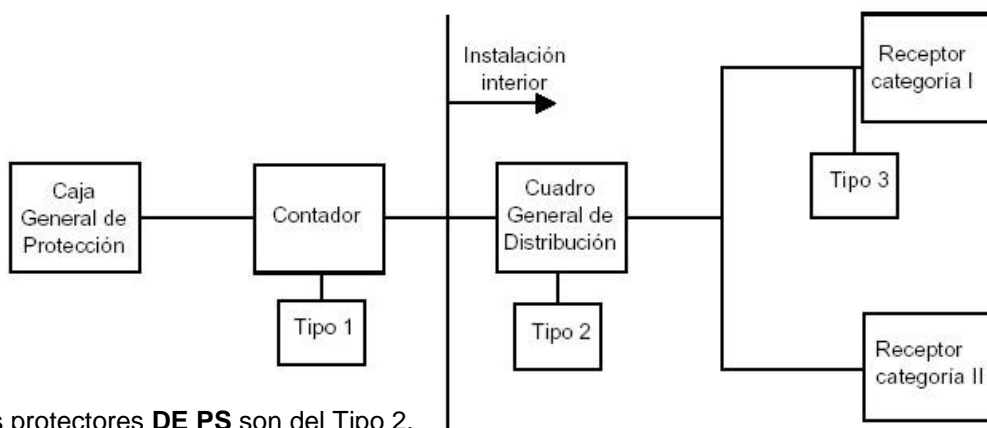 Instalación
interior
Receptor
categoría I
Caja
General de
Protección
Contador
Cuadro
General de
Distribución
Tipo 3
Tipo 1
Tipo 2
Receptor
categoría II
s protectores DE PS son del Tipo 2.